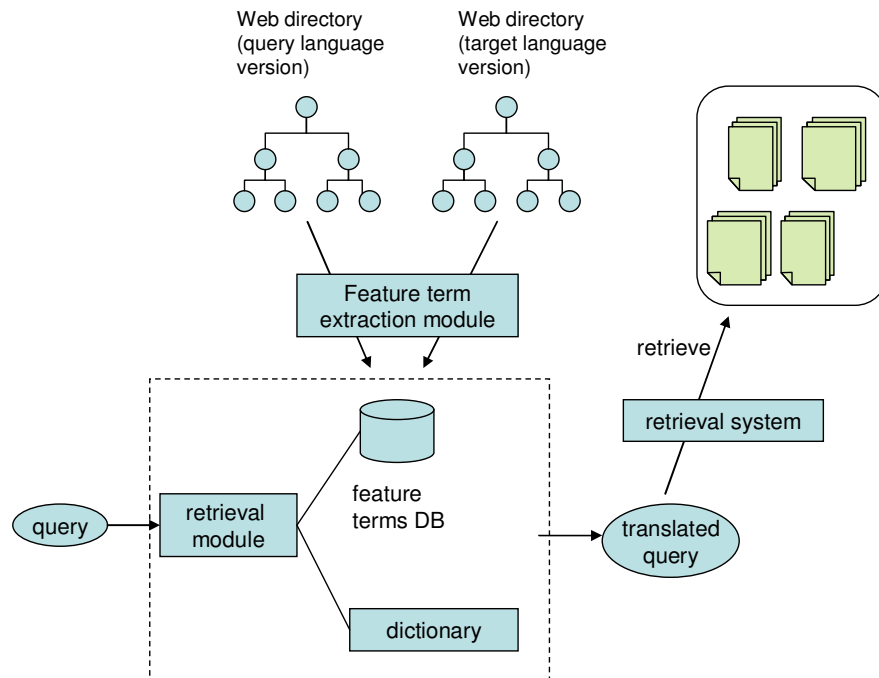 Web directory
(query language
version)
Web directory
(target language
version)
Feature term
extraction module
retrieve
retrieval system
feature
terms DB
query
retrieval
module
translated
query
dictionary